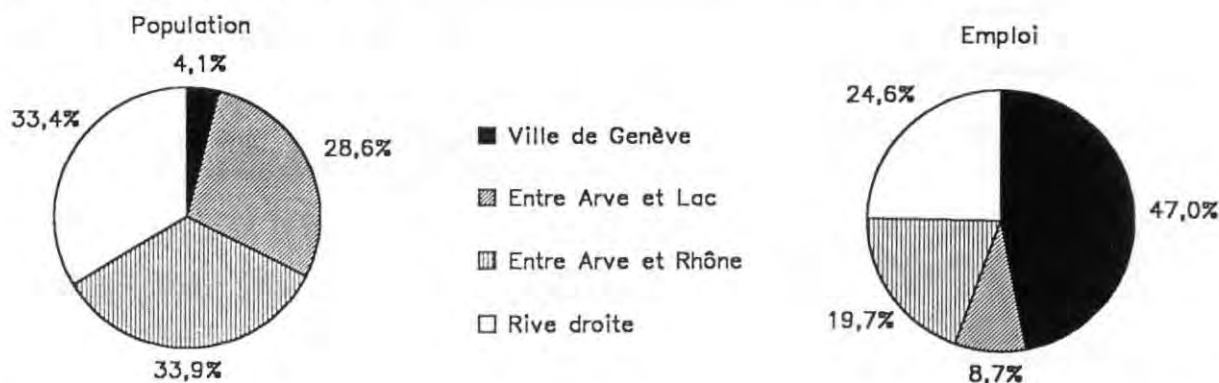 Population
4,1%
33,4%
28,6%
33,9%
Ville de Genève
Entre Arve et Lac
Entre Arve et Rhône
Rive droite
Emploi
24,6%
47,0%
19,7%
8,7%